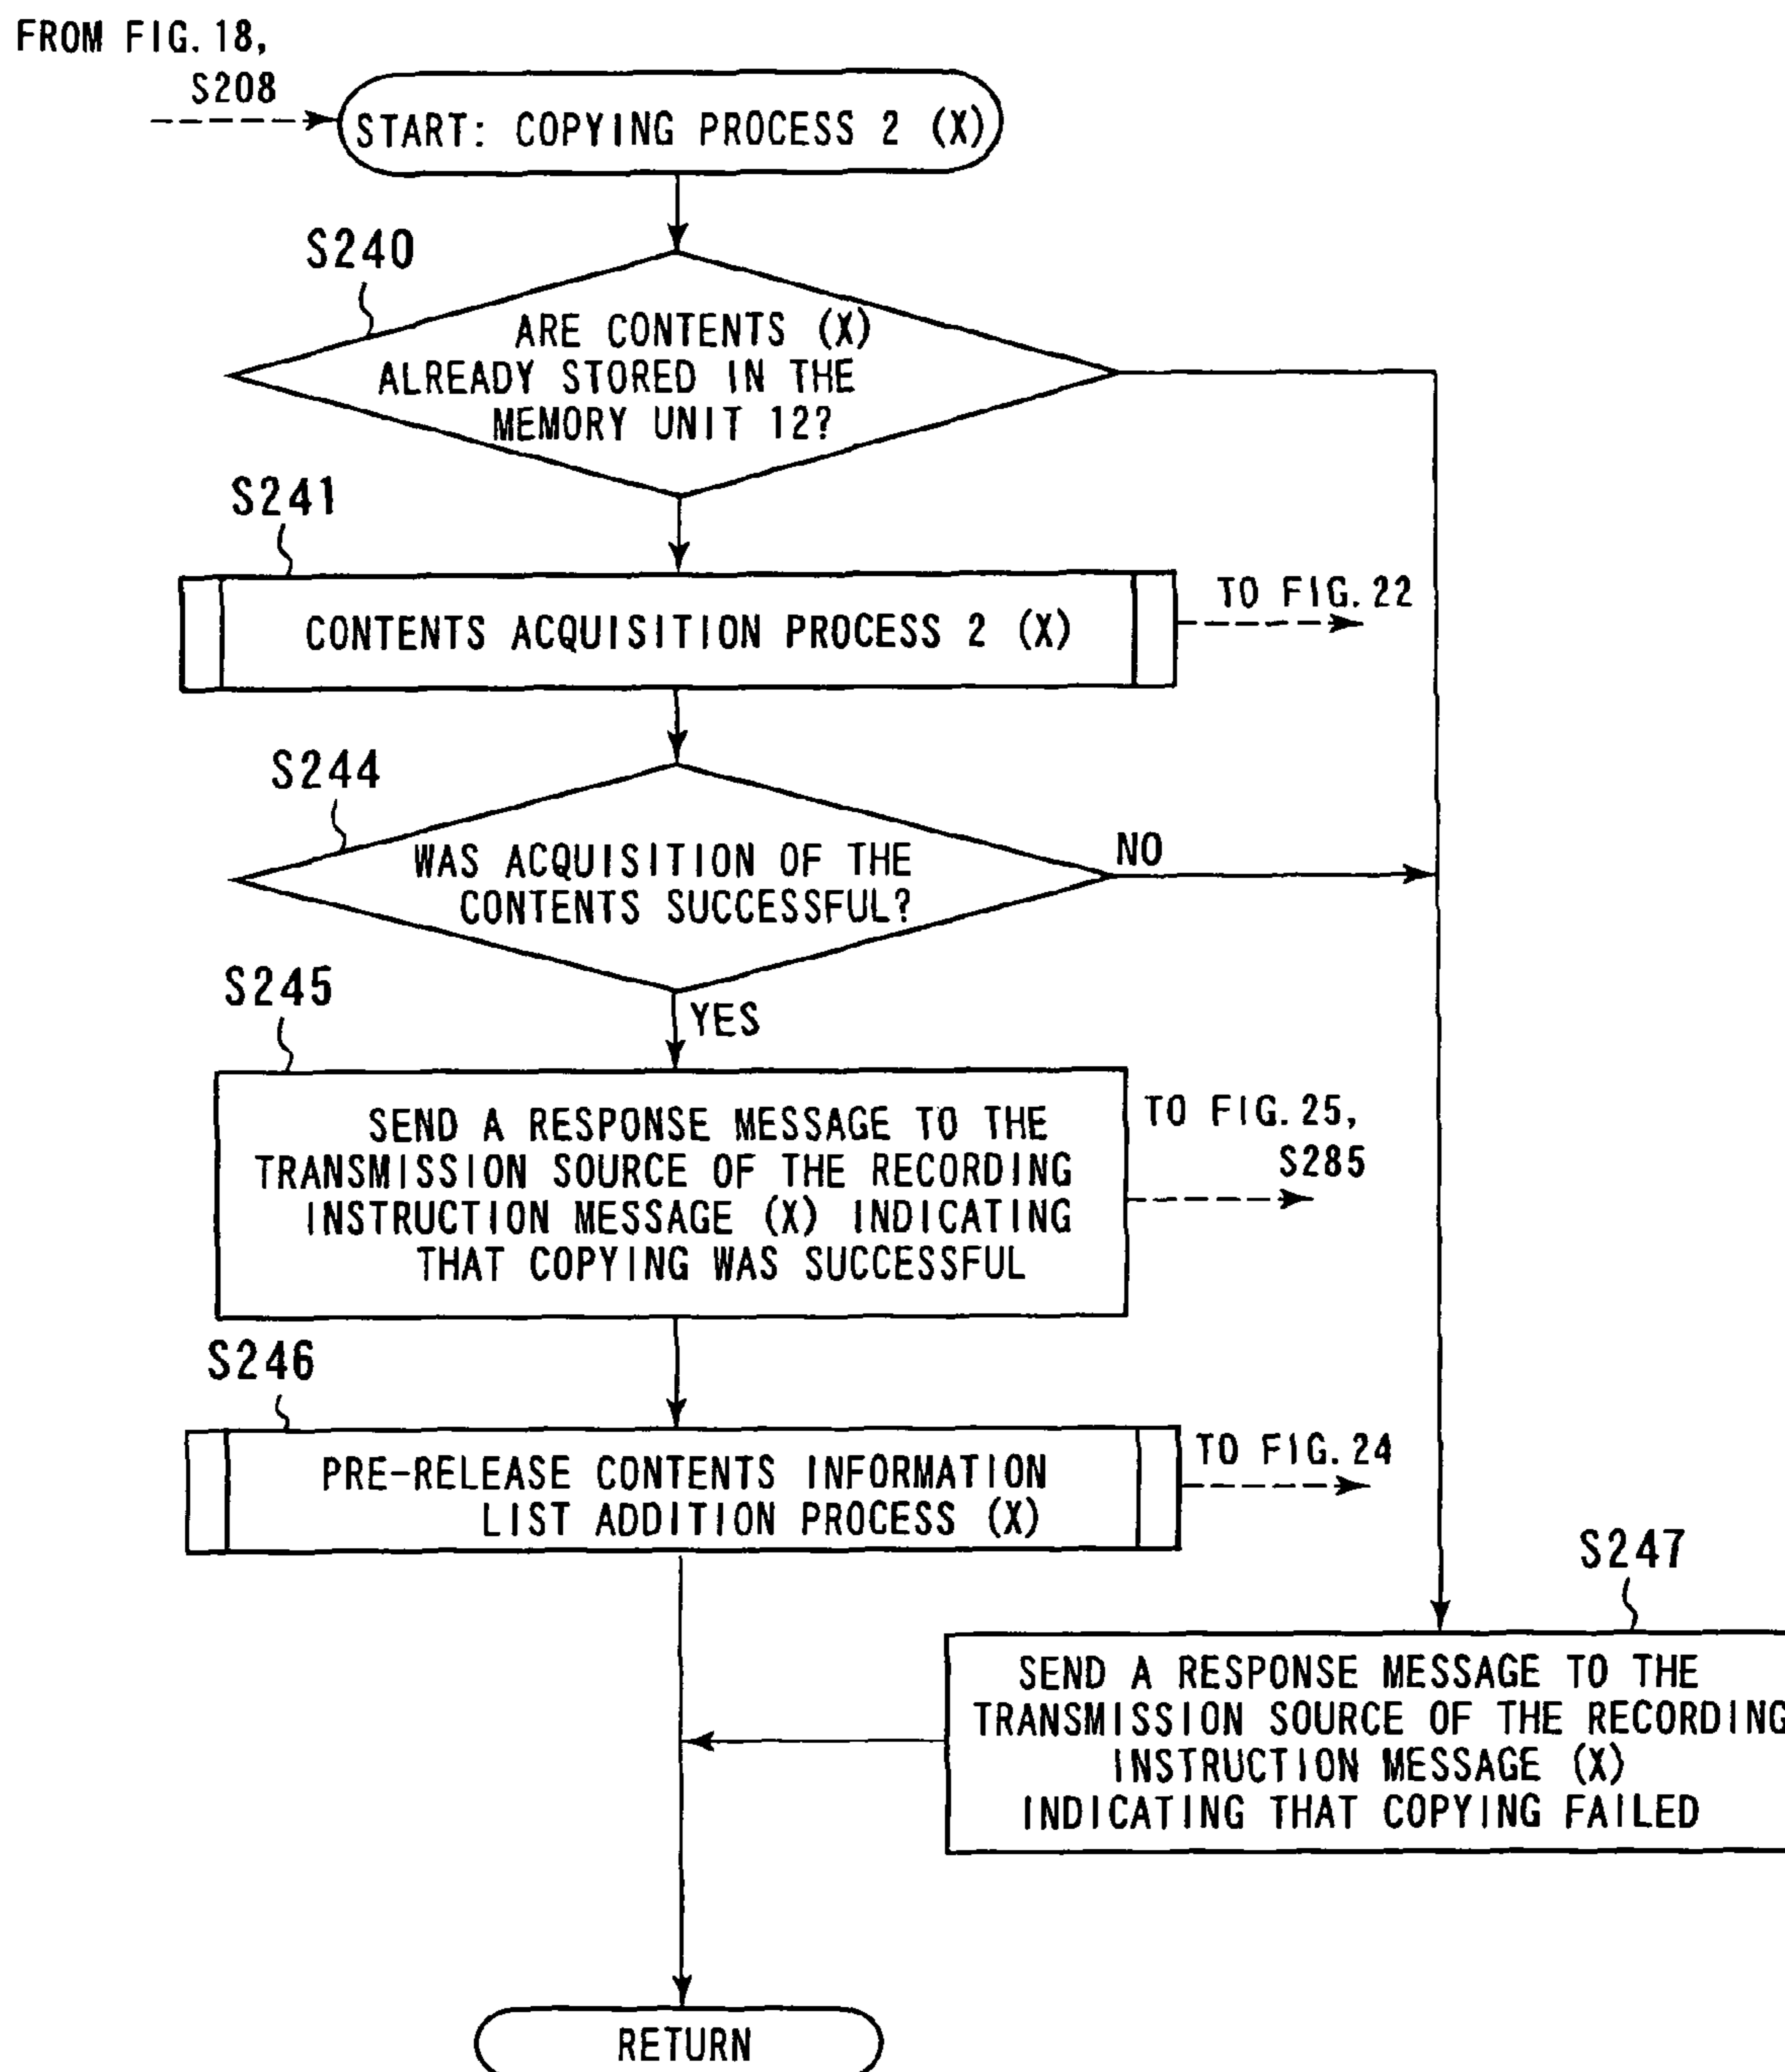 FROM FIG. 18,
S208
START: COPYING PROCESS 2 (X)
S240
ARE CONTENTS (X)
ALREADY STORED IN THE
MEMORY UNIT 12?
S241
CONTENTS ACQUISITION PROCESS 2 (X)
TO FIG. 22
S244
WAS ACQUISITION OF THE
CONTENTS SUCCESSFUL?
NO
YES
S245
SEND A RESPONSE MESSAGE TO THE
TRANSMISSION SOURCE OF THE RECORDING
INSTRUCTION MESSAGE (X) INDICATING
THAT COPYING WAS SUCCESSFUL
TO FIG. 25,
S285
S246
PRE-RELEASE CONTENTS INFORMATION
LIST ADDITION PROCESS (X)
TO FIG. 24
S247
SEND A RESPONSE MESSAGE TO THE
TRANSMISSION SOURCE OF THE RECORDING
INSTRUCTION MESSAGE (X)
INDICATING THAT COPYING FAILED
RETURN